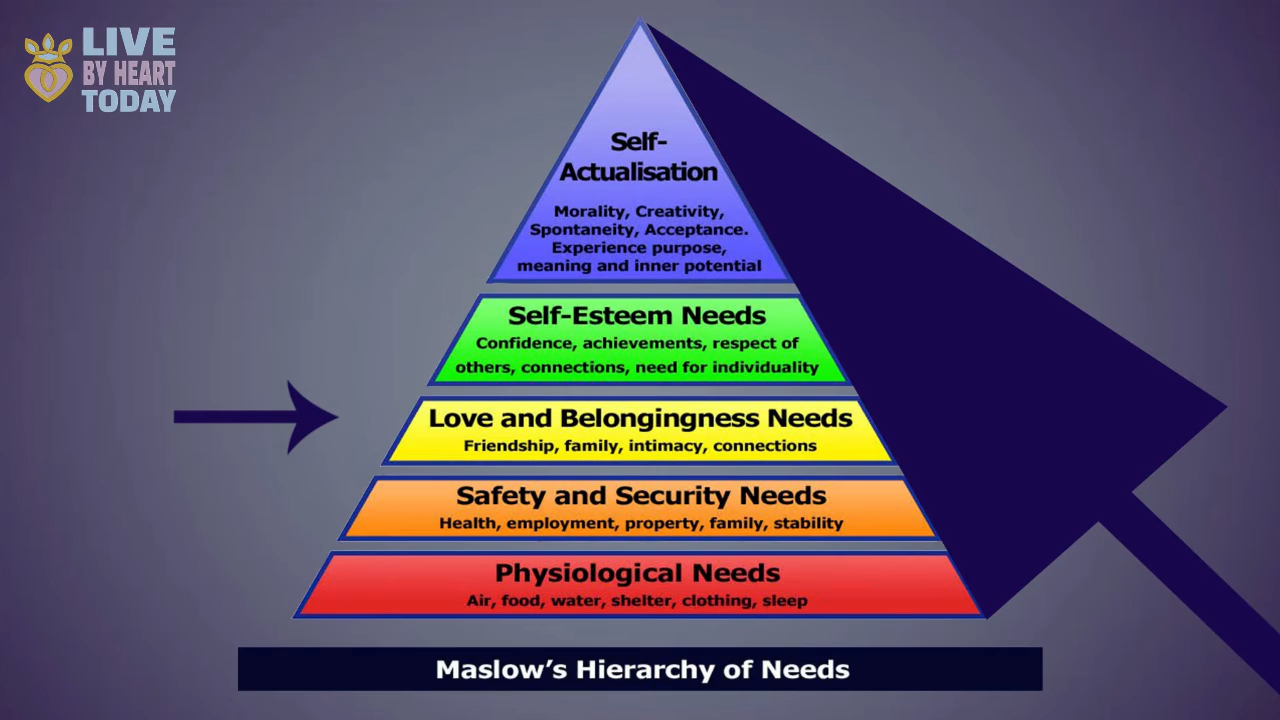 LIVE
BY HEART
TODAY
Self-
Actualisation
Morality, Creativity,
Spontaneity, Acceptance.
Experience purpose,
meaning and inner potential
Self-Esteem Needs
Confidence, achievements, respect of
others, connections, need for individuality
Love and Belongingness Needs
Friendship, family, intimacy, connections
Safety and Security Needs
Health, employment, property, family, stability
Physiological Needs
Air, food, water, shelter, clothing, sleep
Maslow’s Hierarchy of Needs